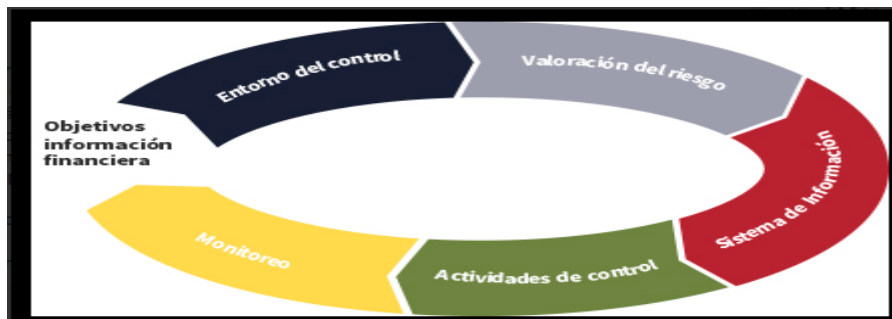 Entorno del control
Valoración del riesgo
Objetivos
información
financiera
Sistema de Información
Actividades de control
Monitoreo